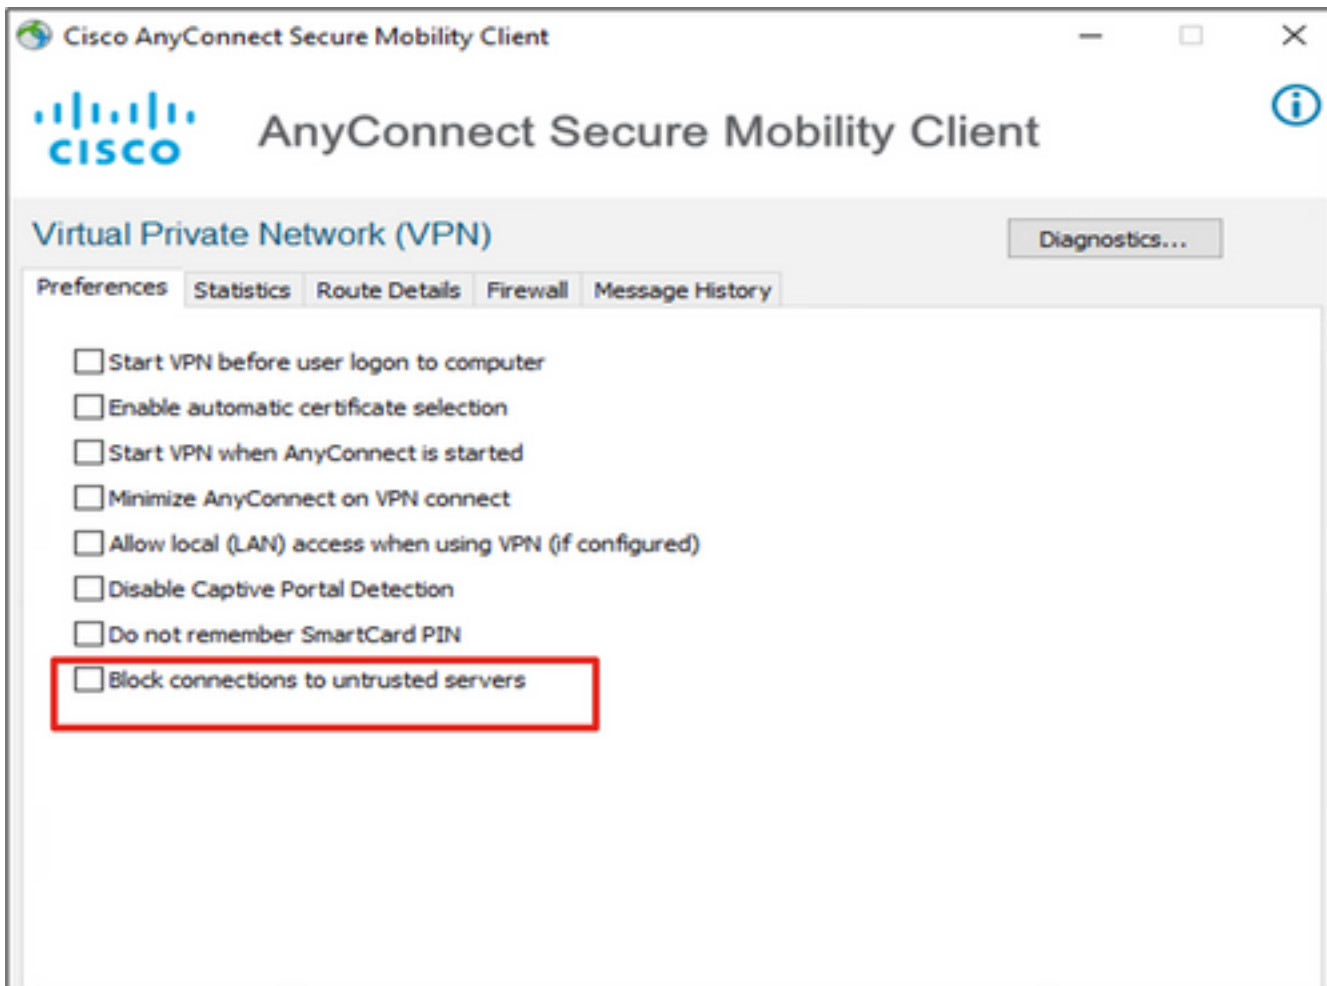 Cisco AnyConnect Secure Mobility Client
CISCO
AnyConnect Secure Mobility Client
Virtual Private Network (VPN)
Diagnostics...
Preferences Statistics Route Details Firewall Message History
Start VPN before user logon to computer
Enable automatic certificate selection
Start VPN when AnyConnect is started
Minimize AnyConnect on VPN connect
Allow local (LAN) access when using VPN (if configured)
Disable Captive Portal Detection
Do not remember SmartCard PIN
Block connections to untrusted servers